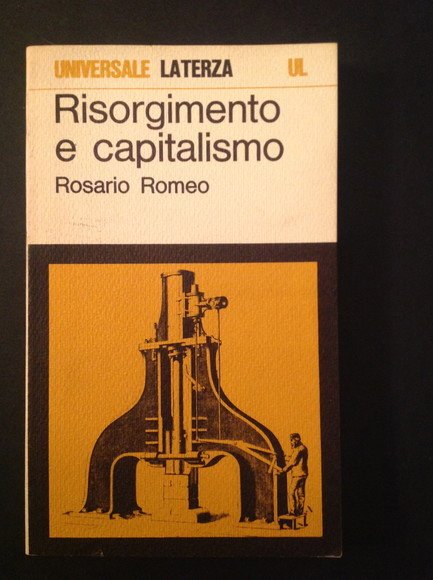 UNIVERSALE LATERZA UL
Risorgimento
e capitalismo
Rosario Romeo